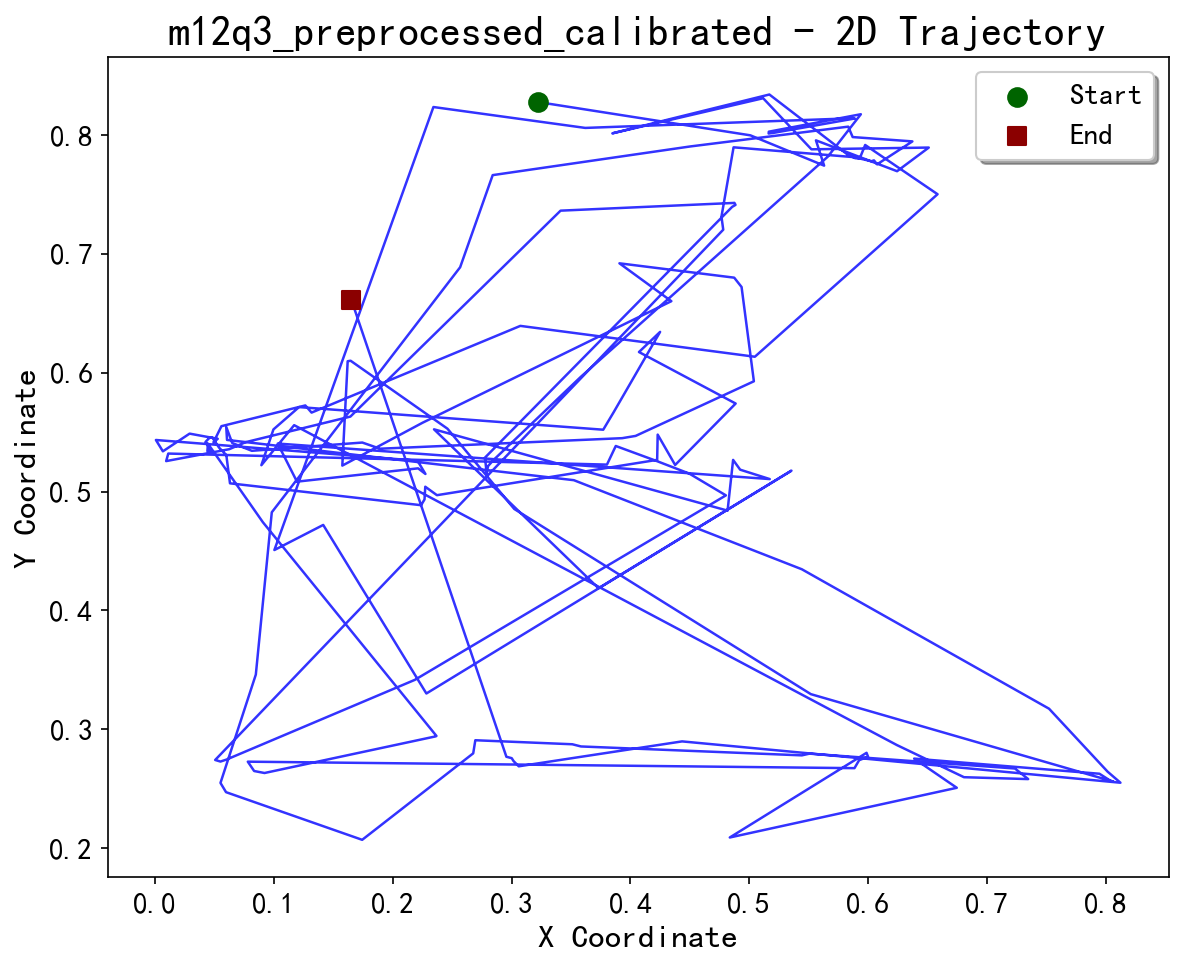 m12q3_preprocessed_calibrated - 2D Trajectory
Start
End
0.8
0.7
0.6
0.5
0.4
0.3
0.2
Y Coordinate
0.0 0.1 0.2 0.3 0.4 0.5 0.6 0.7 0.8
X Coordinate